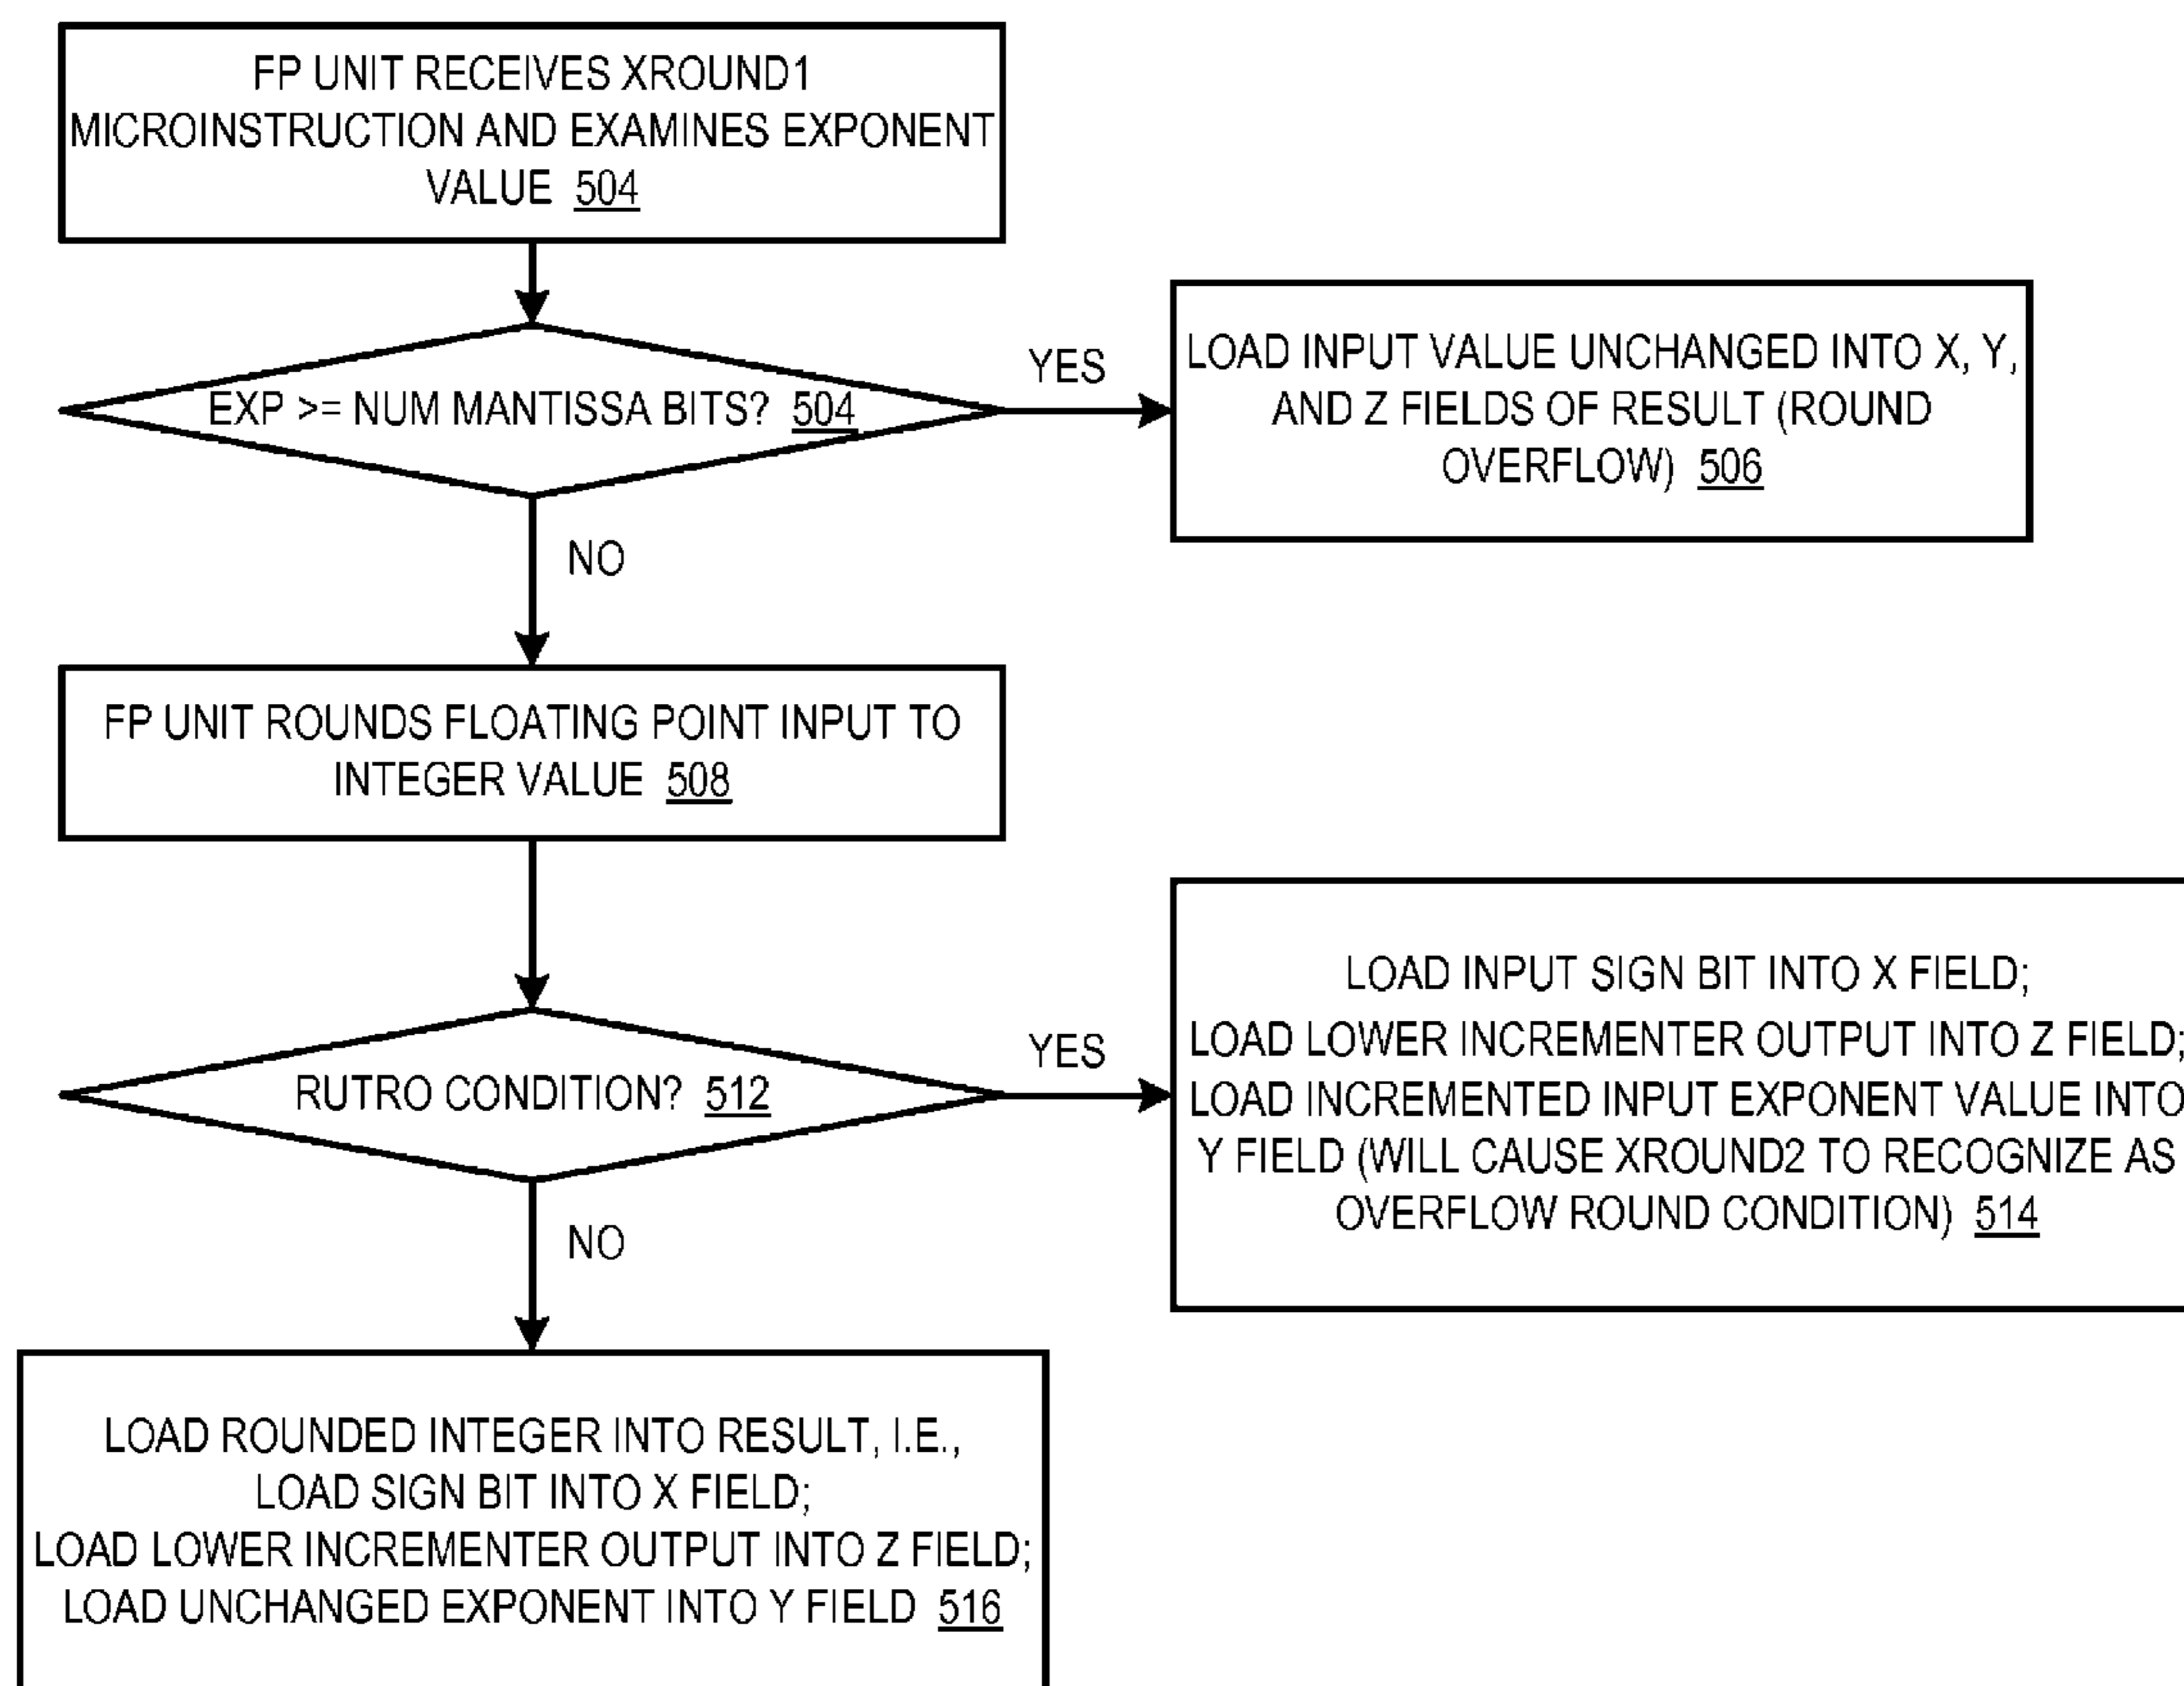 FP UNIT RECEIVES XROUND1
MICROINSTRUCTION AND EXAMINES EXPONENT
VALUE 504
EXP >= NUM MANTISSA BITS? 504
YES
LOAD INPUT VALUE UNCHANGED INTO X, Y,
AND Z FIELDS OF RESULT (ROUND
OVERFLOW) 506
NO
FP UNIT ROUNDS FLOATING POINT INPUT TO
INTEGER VALUE 508
RUTRO CONDITION? 512
YES
LOAD INPUT SIGN BIT INTO X FIELD;
LOAD LOWER INCREMENTER OUTPUT INTO Z FIELD;
LOAD INCREMENTED INPUT EXPONENT VALUE INTO
Y FIELD (WILL CAUSE XROUND2 TO RECOGNIZE AS
OVERFLOW ROUND CONDITION) 514
NO
LOAD ROUNDED INTEGER INTO RESULT, I.E.,
LOAD SIGN BIT INTO X FIELD;
LOAD LOWER INCREMENTER OUTPUT INTO Z FIELD;
LOAD UNCHANGED EXPONENT INTO Y FIELD 516